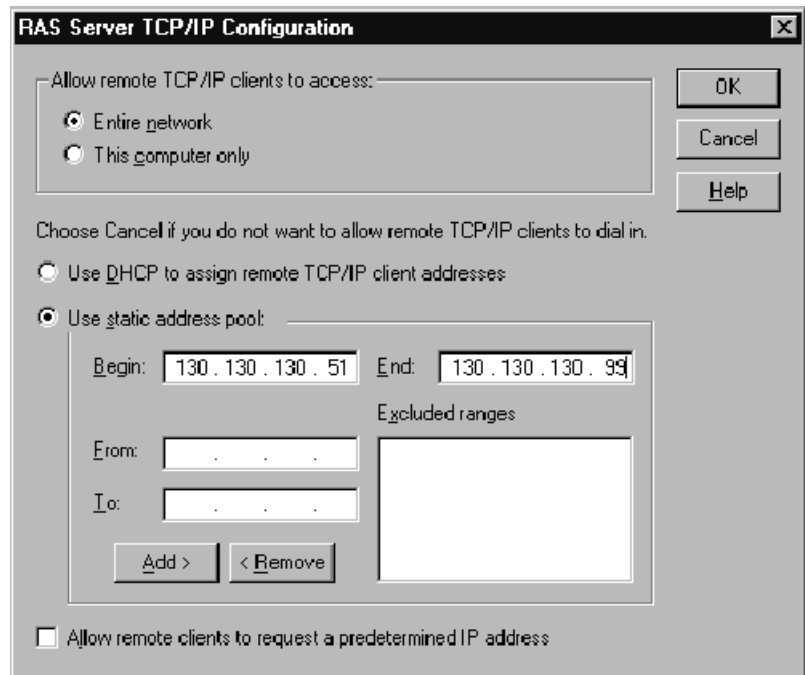 RAS Server TCP/IP Configuration
Allow remote TCP/IP clients to access:
Entire network
This computer only
OK
Cancel
Help
Choose Cancel if you do not want to allow remote TCP/IP clients to dial in.
Use DHCP to assign remote TCP/IP client addresses
Use static address pool:
Begin: 130 . 130 . 130 . 51 End: 130 . 130 . 130 . 99
Excluded ranges
From: . . .
To: . . .
Add > < Remove
Allow remote clients to request a predetermined IP address